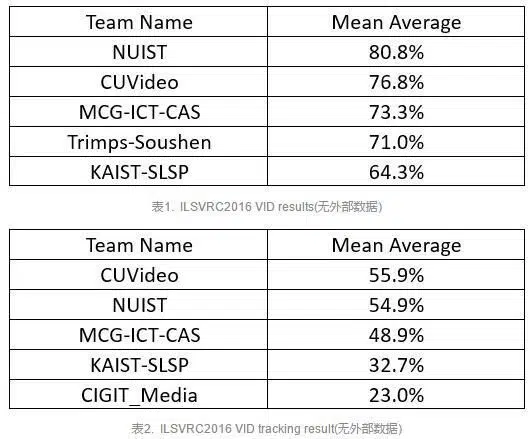 Team Name Mean Average
NUIST 80.8%
CUVideo 76.8%
MCG-ICT-CAS 73.3%
Trimps-Soushen 71.0%
KAIST-SLSP 64.3%
表1. ILSVRC2016 VID results(无外部数据)
Team Name Mean Average
CUVideo 55.9%
NUIST 54.9%
MCG-ICT-CAS 48.9%
KAIST-SLSP 32.7%
CIGIT_Media 23.0%
表2. ILSVRC2016 VID tracking result(无外部数据)